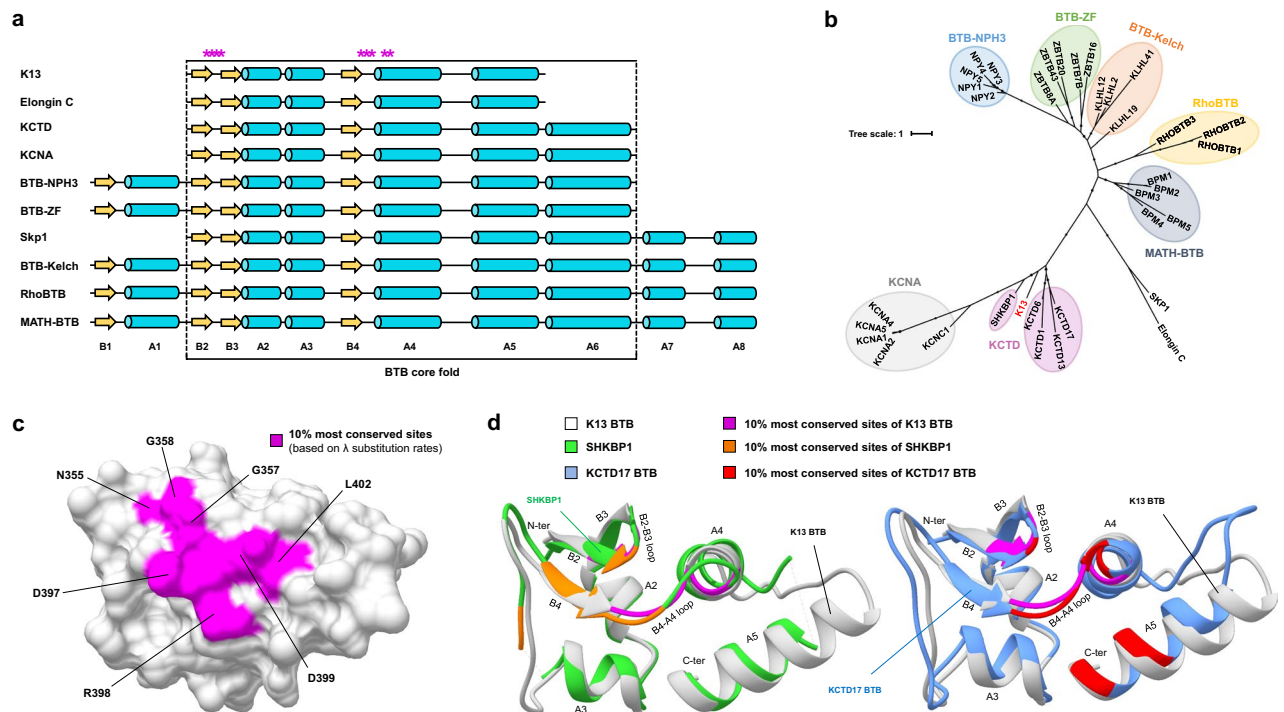 a
**** *** **
K13
Elongin C
KCTD
KCNA
BTB-NPH3
BTB-ZF
Skp1
BTB-Kelch
RhoBTB
MATH-BTB
B1 A1 B2 B3 A2 A3 B4 A4 A5 A6 A7 A8
BTB core fold
b
BTB-NPH3
BTB-ZF
BTB-Kelch
RhoBTB
MATH-BTB
KCNA
KCTD
Tree scale: 1
NPY4
NPY3
NPY5
NPY1
NPY2
ZBTB8A
ZBTB43
ZBTB20
ZBTB7B
ZBTB16
KLHL12
KLHL2
KLHL41
KLHL19
RHOBTB3
RHOBTB2
RHOBTB1
BPM1
BPM2
BPM3
BPM4
BPM5
SKP1
Elongin C
SHKBP1
K13
KCTD6
KCTD1
KCTD17
KCTD13
KCNA4
KCNA5
KCNA1
KCNA2
KCNC1
c
10% most conserved sites
(based on λ substitution rates)
G358
N355
G357
L402
D397
R398
D399
d
K13 BTB
SHKBP1
KCTD17 BTB
10% most conserved sites of K13 BTB
10% most conserved sites of SHKBP1
10% most conserved sites of KCTD17 BTB
SHKBP1
N-ter
B3
B2-B3 loop
B2
A4
K13 BTB
A2
B4
B4-A4 loop
A5
C-ter
A3
N-ter
B3
B2-B3 loop
B2
A4
K13 BTB
A2
B4
B4-A4 loop
A5
C-ter
A3
KCTD17 BTB